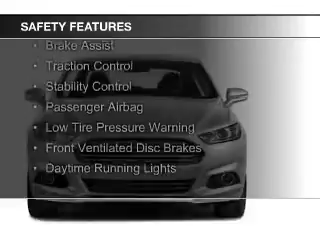 SAFETY FEATURES
• Brake Assist
• Traction Control
• Stability Control
• Passenger Airbag
• Low Tire Pressure Warning
• Front Ventilated Disc Brakes
• Daytime Running Lights